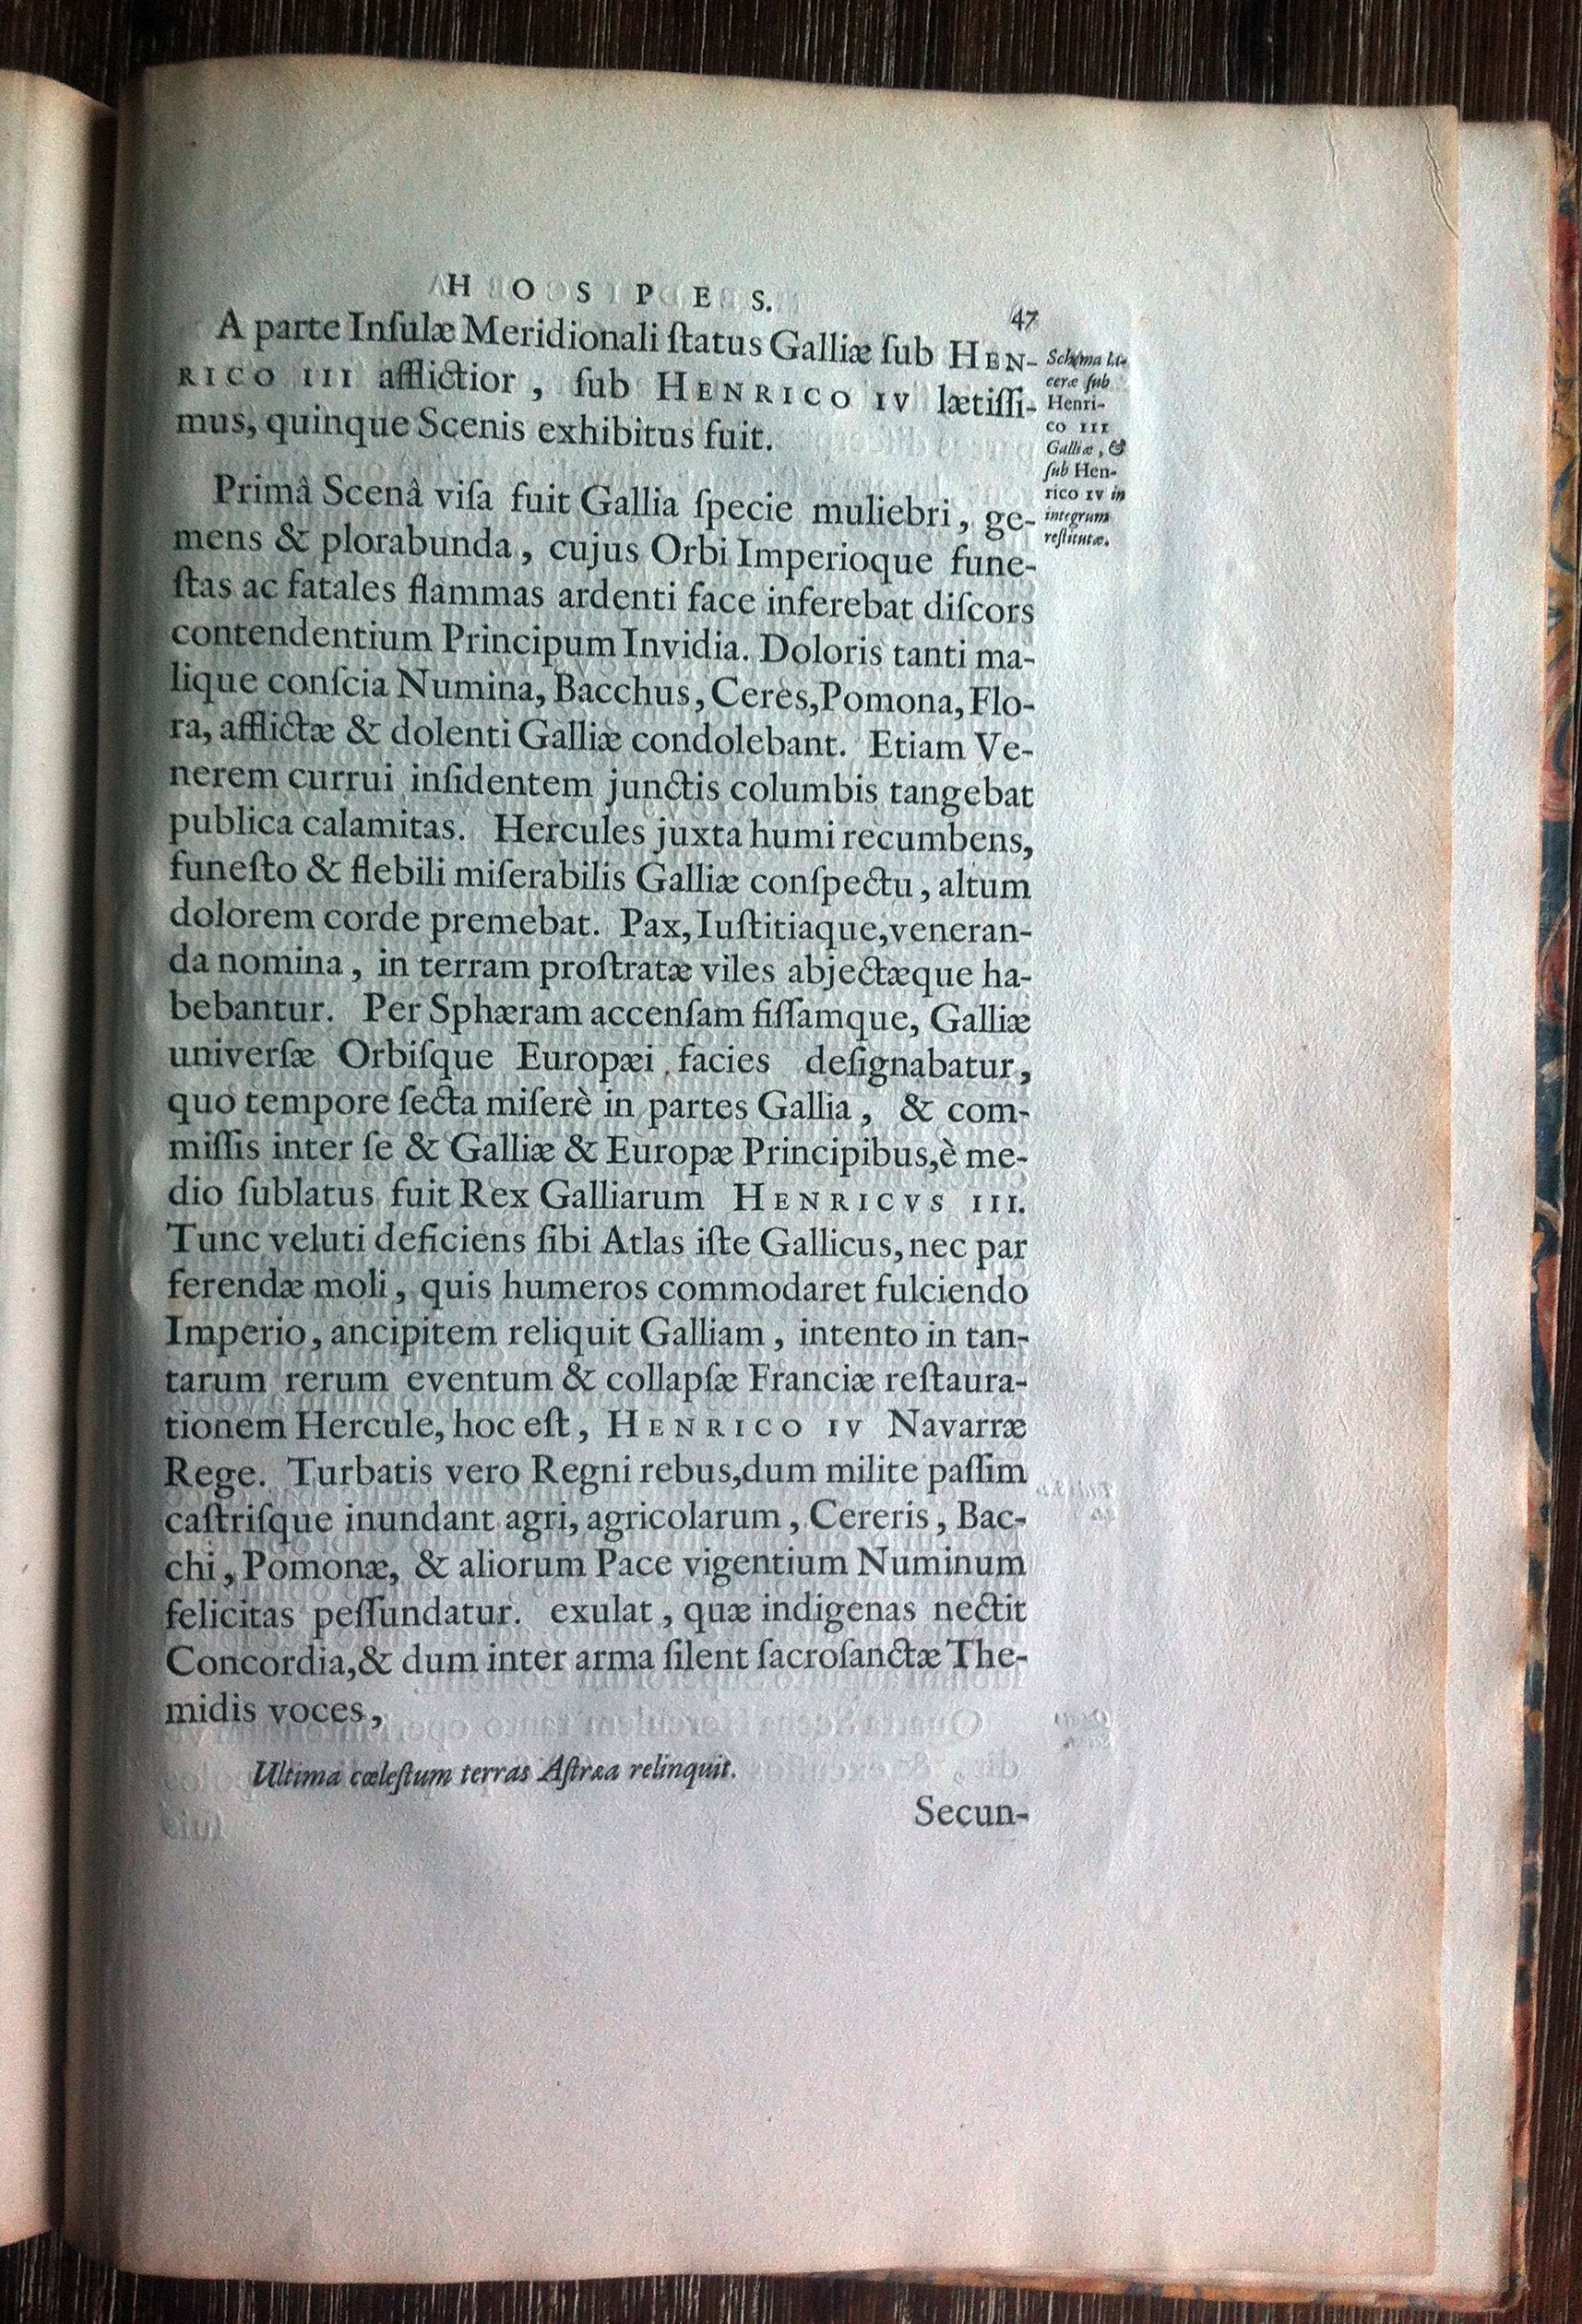 H O S P E S.
47
A parte Inſulæ Meridionali ſtatus Galliæ ſub HEN-
RICO III afflictior, ſub HENRICO IV lætiſſi-
mus, quinque Scenis exhibitus fuit.
Schema la-
ceræ ſub
Henri-
co III
Galliæ, &
ſub Hen-
rico IV in
integrum
reſtitutæ.
Primâ Scenâ viſa fuit Gallia ſpecie muliebri, ge-
mens & plorabunda, cujus Orbi Imperioque fune-
ſtas ac fatales flammas ardenti face inferebat diſcors
contendentium Principum Invidia. Doloris tanti ma-
lique conſcia Numina, Bacchus, Ceres, Pomona, Flo-
ra, afflictæ & dolenti Galliæ condolebant. Etiam Ve-
nerem currui inſidentem junctis columbis tangebat
publica calamitas. Hercules juxta humi recumbens,
funeſto & flebili miſerabilis Galliæ conſpectu, altum
dolorem corde premebat. Pax, Iuſtitiaque, veneran-
da nomina, in terram proſtratæ viles abjectæque ha-
bebantur. Per Sphæram accenſam fiſſamque, Galliæ
univerſæ Orbiſque Europæi facies deſignabatur,
quo tempore ſecta miſerè in partes Gallia, & com-
miſſis inter ſe & Galliæ & Europæ Principibus, è me-
dio ſublatus fuit Rex Galliarum HENRICVS III.
Tunc veluti deficiens ſibi Atlas iſte Gallicus, nec par
ferendæ moli, quis humeros commodaret fulciendo
Imperio, ancipitem reliquit Galliam, intento in tan-
tarum rerum eventum & collapſæ Franciæ reſtaura-
tionem Hercule, hoc eſt, HENRICO IV Navarræ
Rege. Turbatis vero Regni rebus, dum milite paſſim
caſtriſque inundant agri, agricolarum, Cereris, Bac-
chi, Pomonæ, & aliorum Pace vigentium Numinum
felicitas peſſundatur. exulat, quæ indigenas nectit
Concordia, & dum inter arma ſilent ſacroſanctæ The-
midis voces,
Ultima cæleſtum terras Aſtræa relinquit.
Secun-